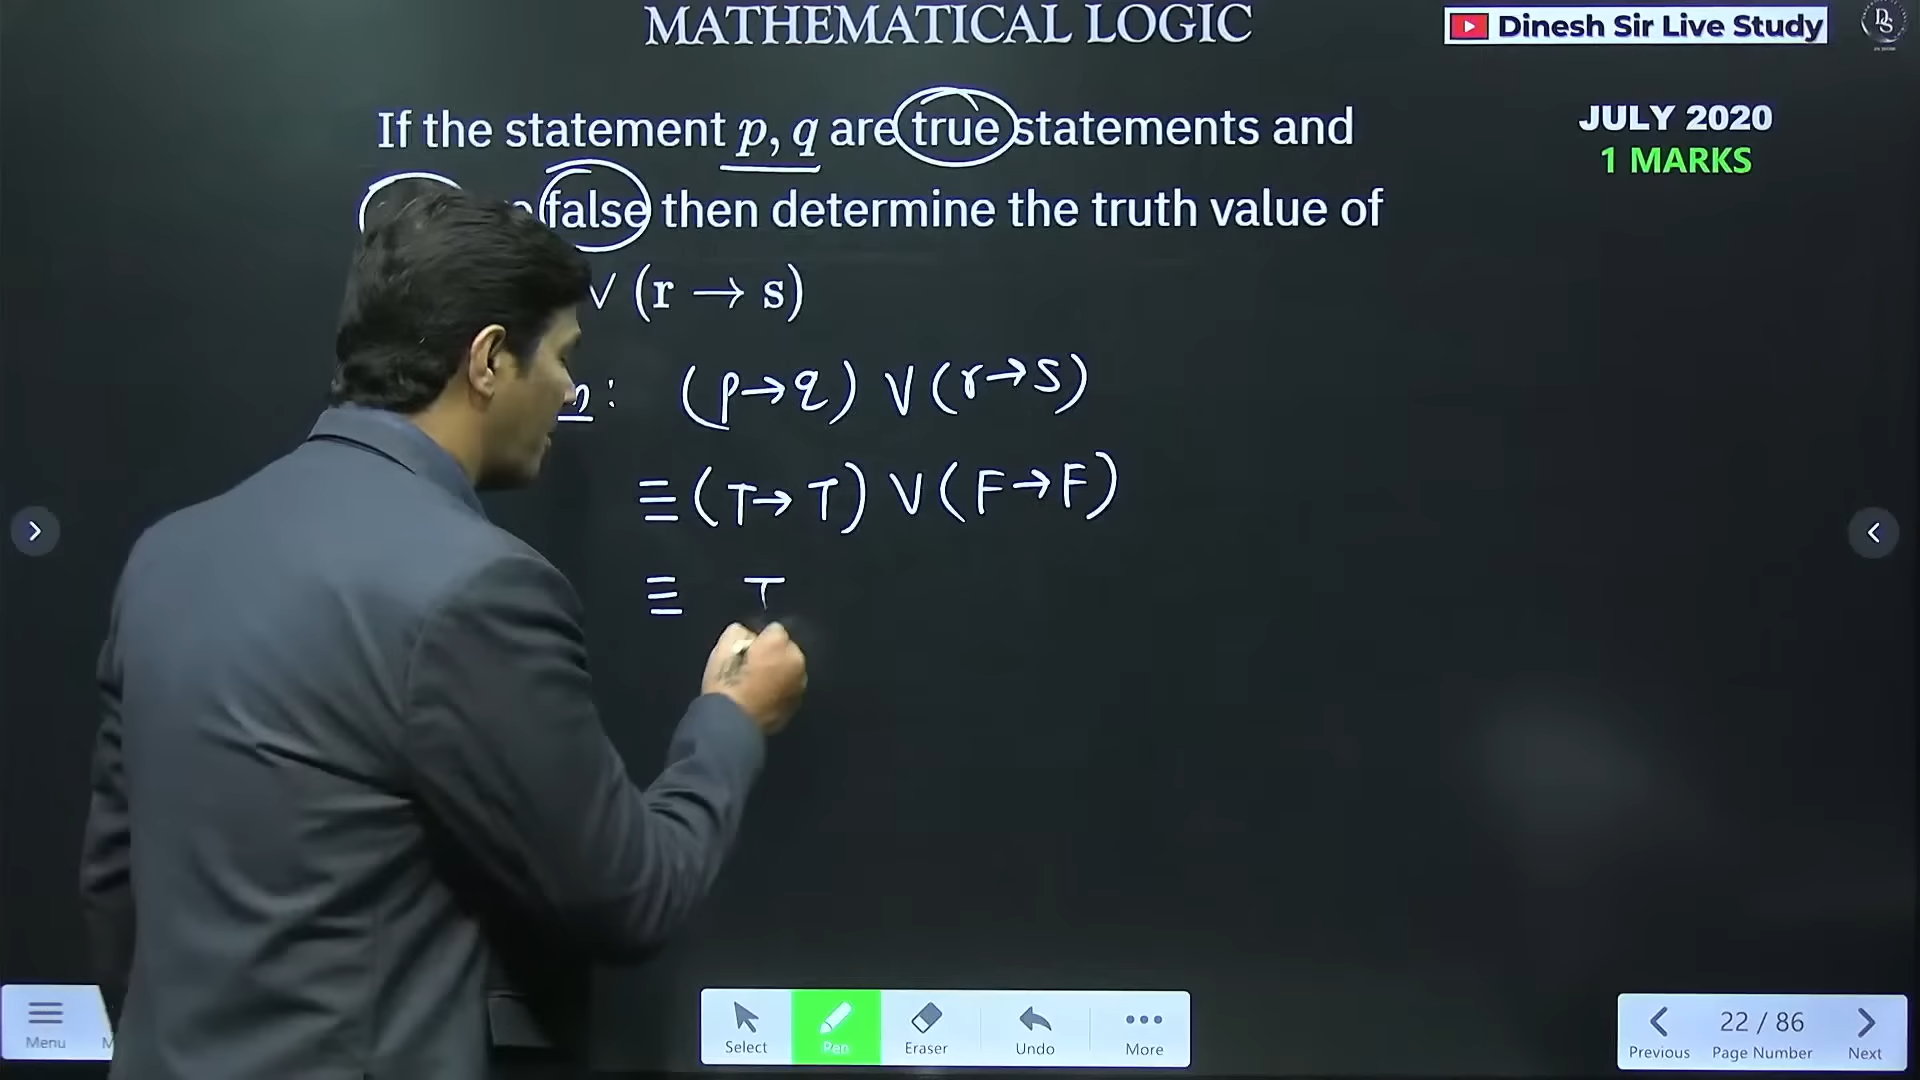 MATHEMATICAL LOGIC
Dinesh Sir Live Study
DS
JULY 2020
1 MARKS
If the statement p, q are true statements and
false then determine the truth value of
∨ (r → s)
n : (p→q) ∨ (r→s)
≡ (T→T) ∨ (F→F)
≡ T
Menu
Select
Pen
Eraser
Undo
More
22 / 86
Previous
Page Number
Next